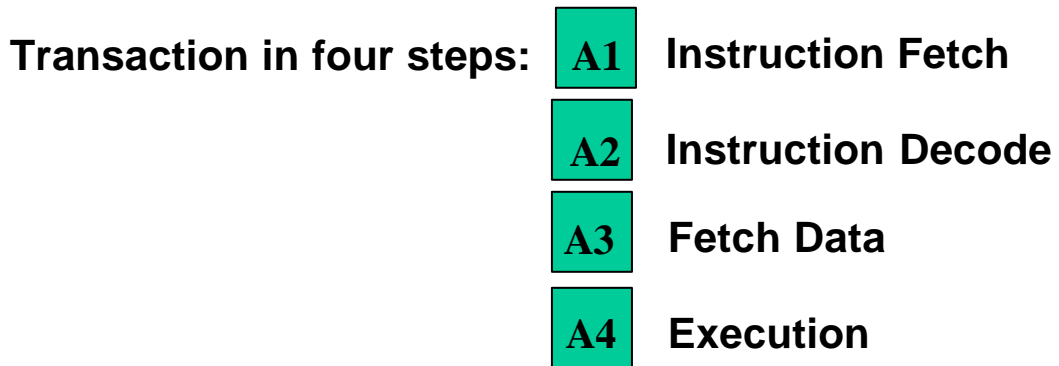 Transaction in four steps: A1 Instruction Fetch
A2 Instruction Decode
A3 Fetch Data
A4 Execution